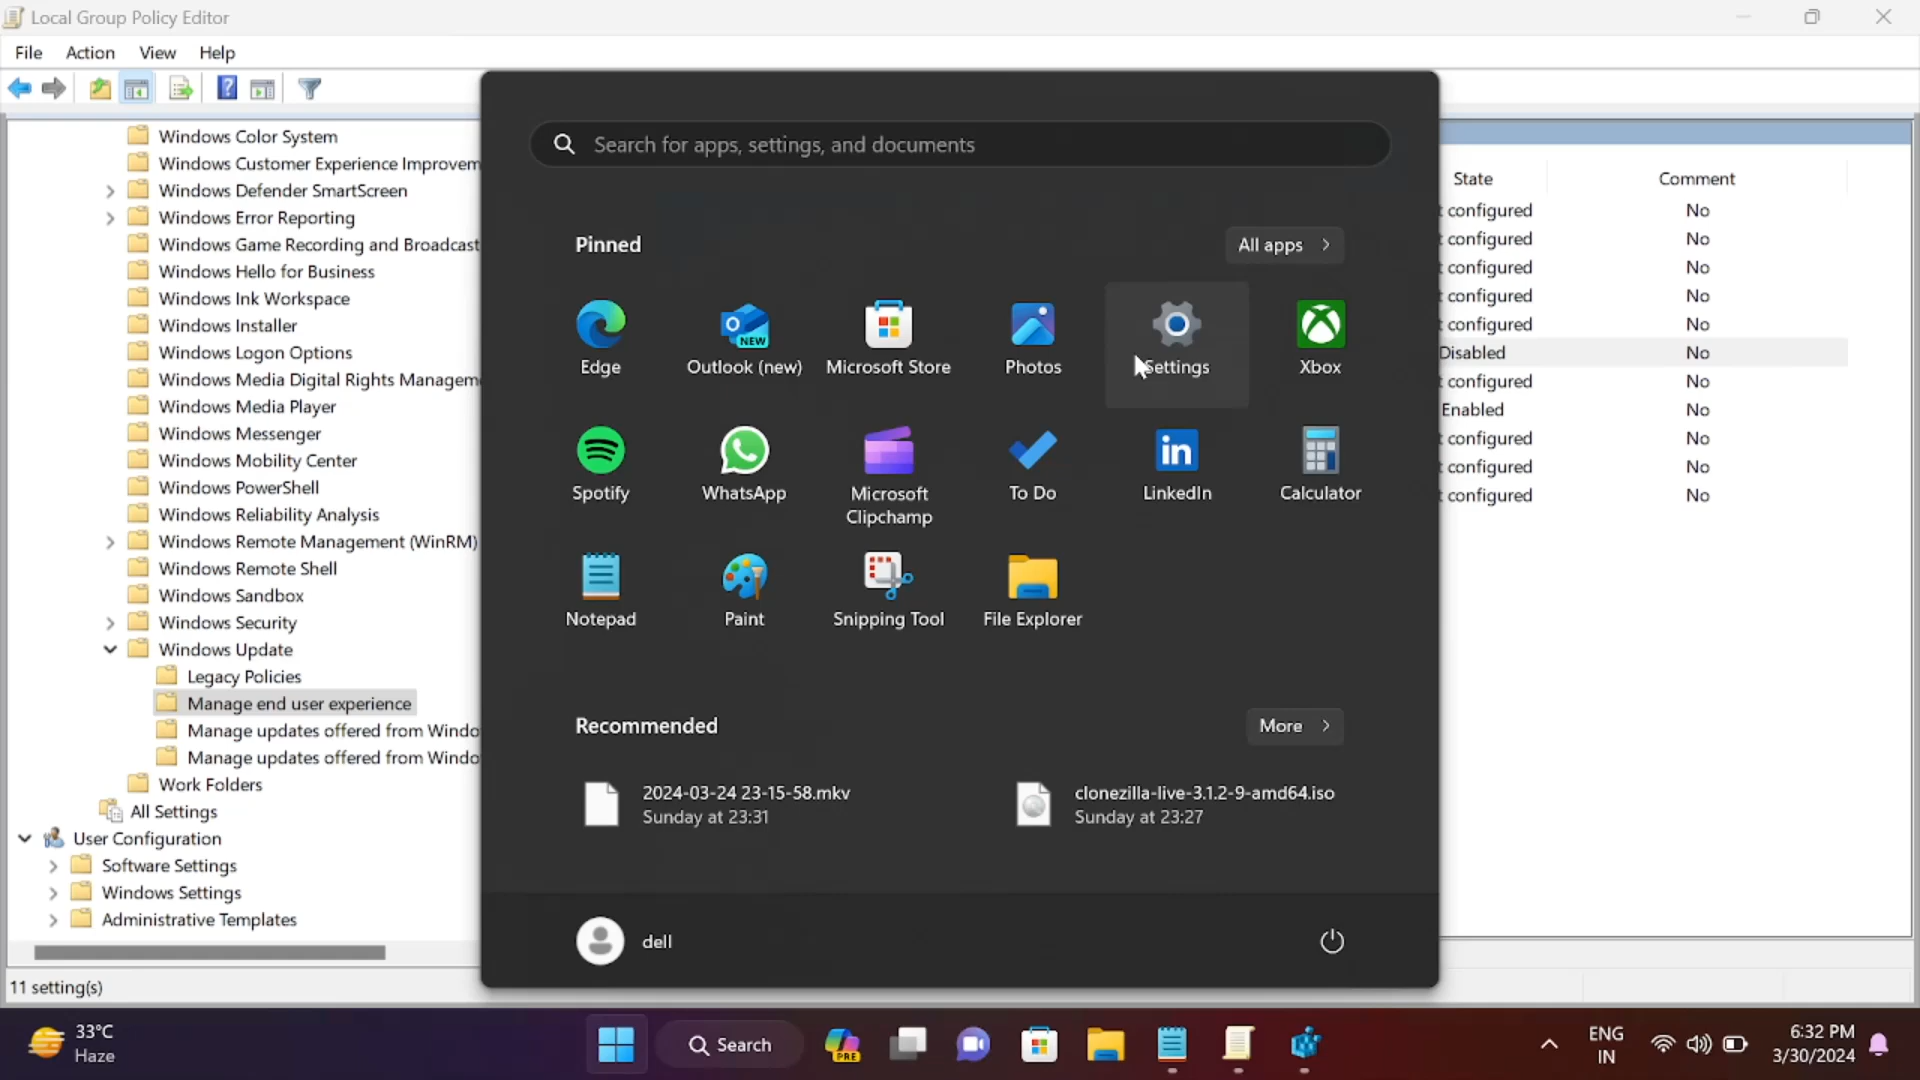 Local Group Policy Editor
File Action View Help
Windows Color System
Windows Customer Experience Improvem
Windows Defender SmartScreen
Windows Error Reporting
Windows Game Recording and Broadcast
Windows Hello for Business
Windows Ink Workspace
Windows Installer
Windows Logon Options
Windows Media Digital Rights Managem
Windows Media Player
Windows Messenger
Windows Mobility Center
Windows PowerShell
Windows Reliability Analysis
Windows Remote Management (WinRM)
Windows Remote Shell
Windows Sandbox
Windows Security
Windows Update
Legacy Policies
Manage end user experience
Manage updates offered from Windo
Manage updates offered from Windo
Work Folders
All Settings
User Configuration
Software Settings
Windows Settings
Administrative Templates
11 setting(s)
Search for apps, settings, and documents
Pinned
All apps
Edge
Outlook (new)
Microsoft Store
Photos
Settings
Xbox
NEW
Spotify
WhatsApp
Microsoft
Clipchamp
To Do
LinkedIn
Calculator
in
Notepad
Paint
Snipping Tool
File Explorer
Recommended
More
2024-03-24 23-15-58.mkv
Sunday at 23:31
clonezilla-live-3.1.2-9-amd64.iso
Sunday at 23:27
dell
State Comment
t configured No
t configured No
t configured No
t configured No
t configured No
Disabled No
t configured No
Enabled No
t configured No
t configured No
t configured No
33°C
Haze
Search
PRE
ENG
IN
6:32 PM
3/30/2024